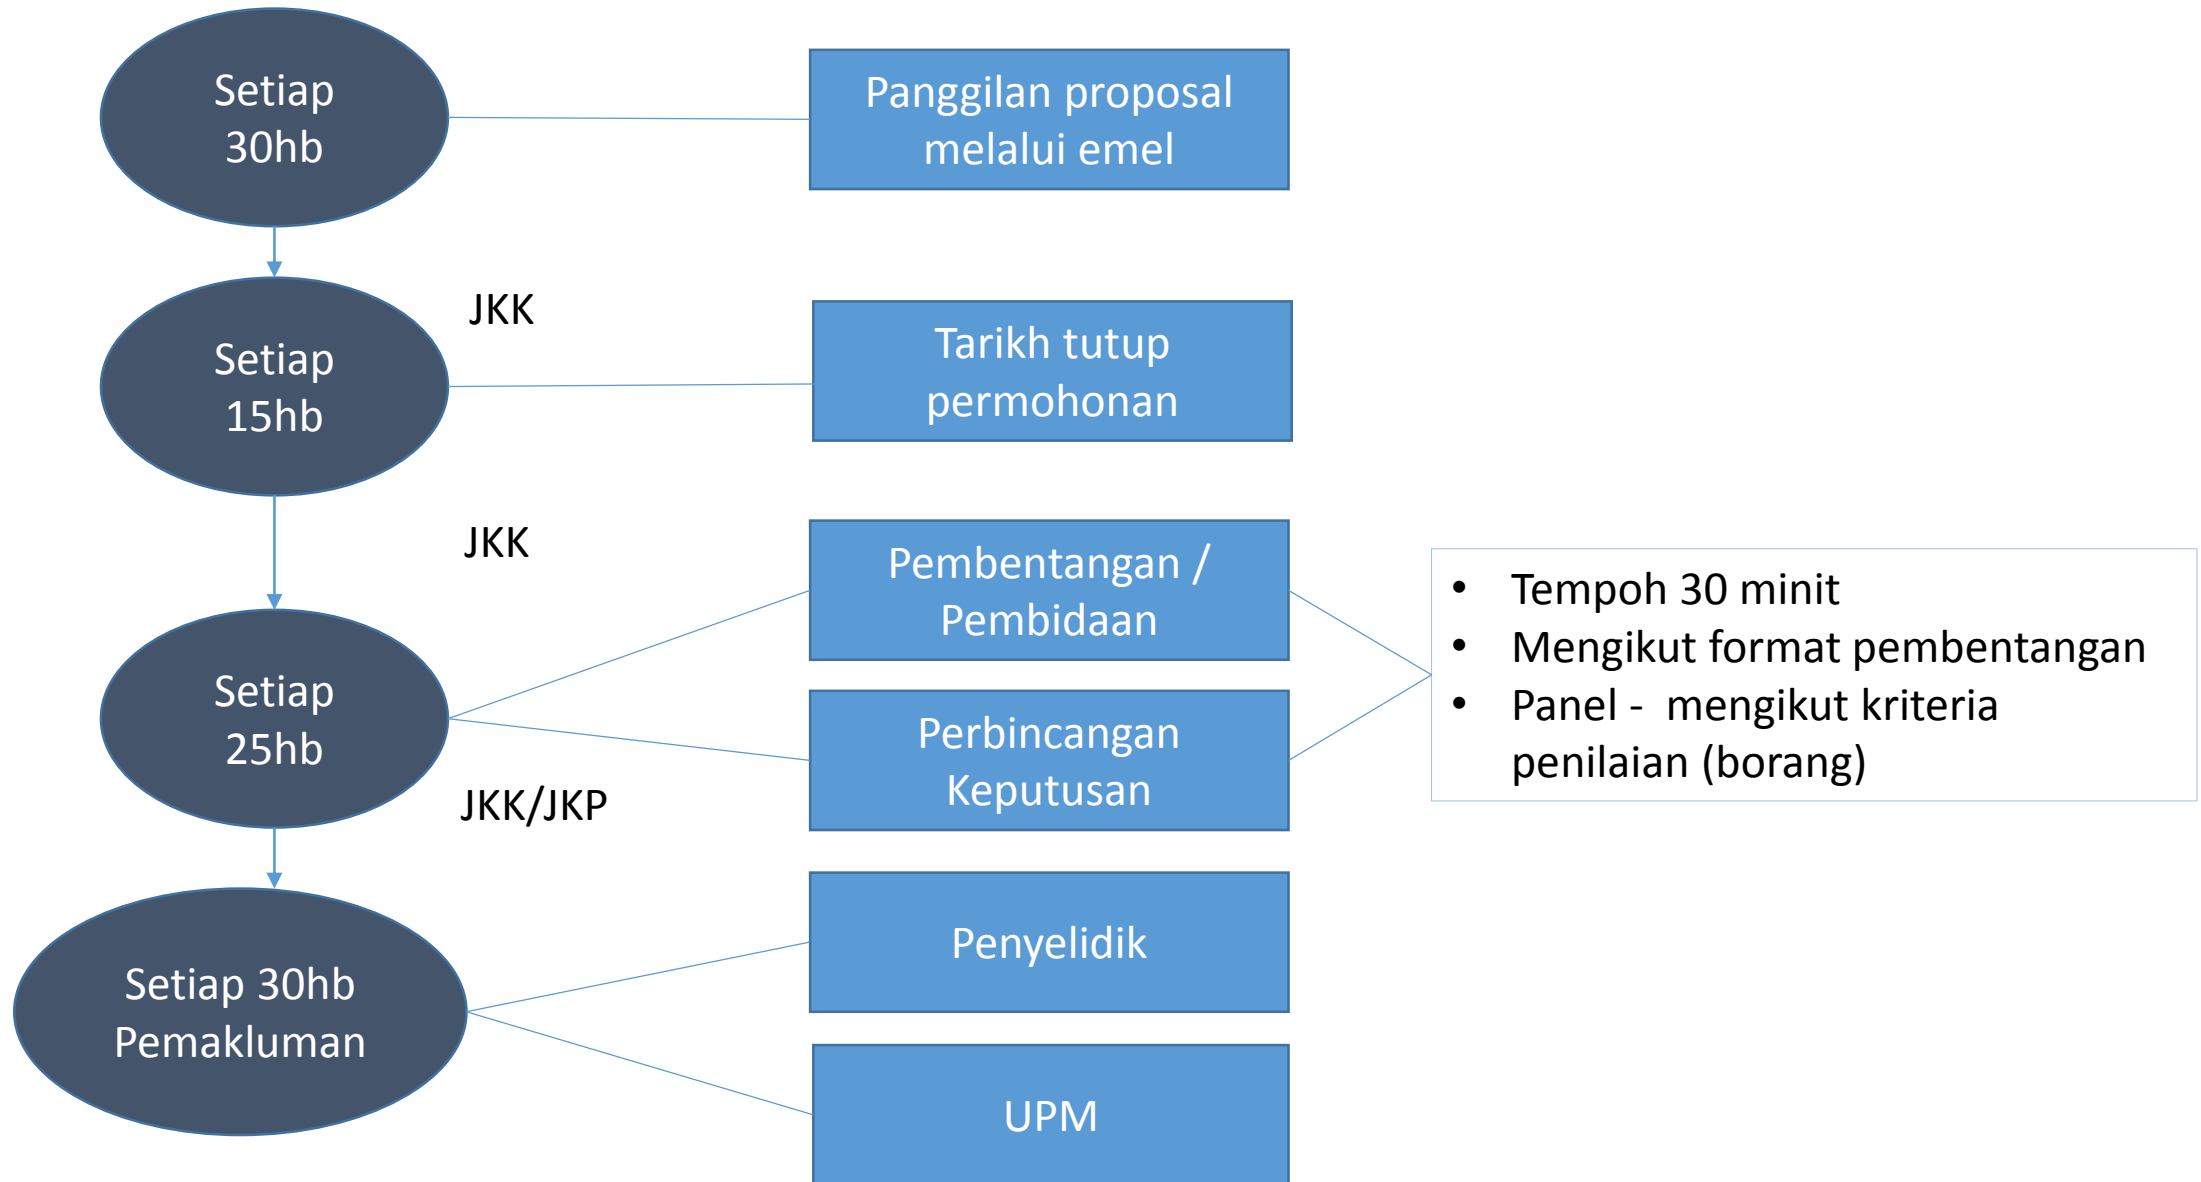 Setiap
30hb
Panggilan proposal
melalui emel
JKK
Setiap
15hb
Tarikh tutup
permohonan
JKK
Setiap
25hb
Pembentangan /
Pembidaan
Perbincangan
Keputusan
• Tempoh 30 minit
• Mengikut format pembentangan
• Panel - mengikut kriteria
penilaian (borang)
JKK/JKP
Setiap 30hb
Pemakluman
Penyelidik
UPM